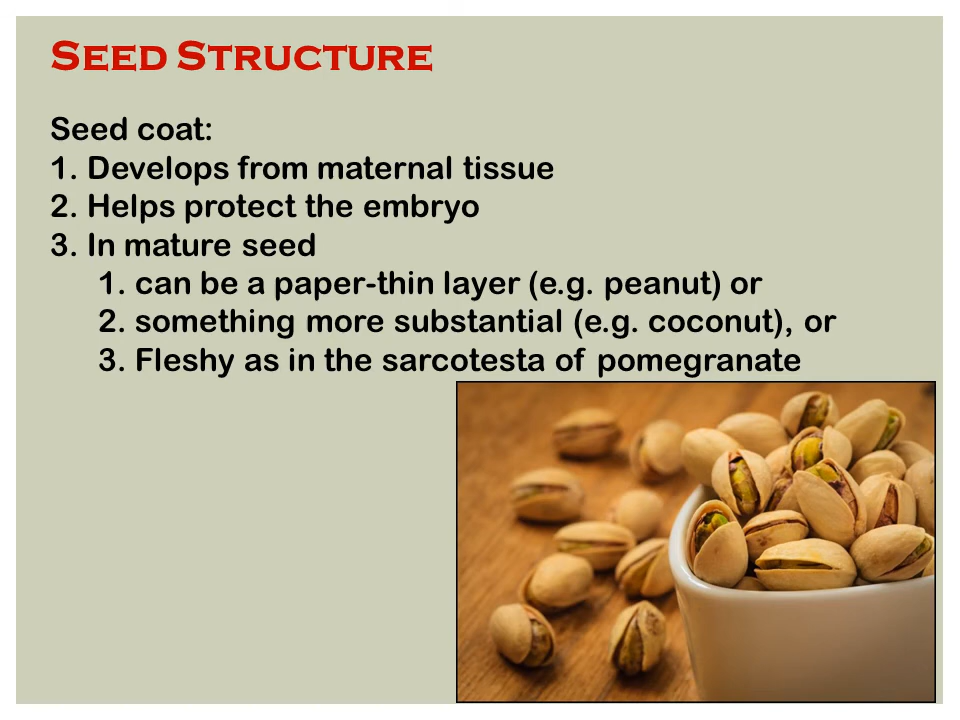 Seed Structure
Seed coat:
1. Develops from maternal tissue
2. Helps protect the embryo
3. In mature seed
1. can be a paper-thin layer (e.g. peanut) or
2. something more substantial (e.g. coconut), or
3. Fleshy as in the sarcotesta of pomegranate